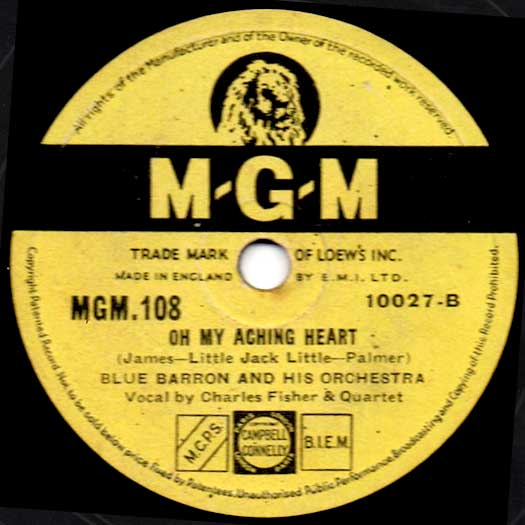 All rights of the Manufacturer and of the Owner of the recorded work reserved.
M-G-M
TRADE MARK OF LOEW'S INC.
MADE IN ENGLAND BY E.M.I. LTD.
MGM.108 10027-B
OH MY ACHING HEART
(James—Little Jack Little—Palmer)
BLUE BARRON AND HIS ORCHESTRA
Vocal by Charles Fisher & Quartet
M.C.P.S.
CAMPBELL
CONNELLY
B.I.E.M.
Copyright Patented Record. Not to be sold below price fixed by Patentees. Unauthorised Public Performance, Broadcasting and Copying of this Record Prohibited.